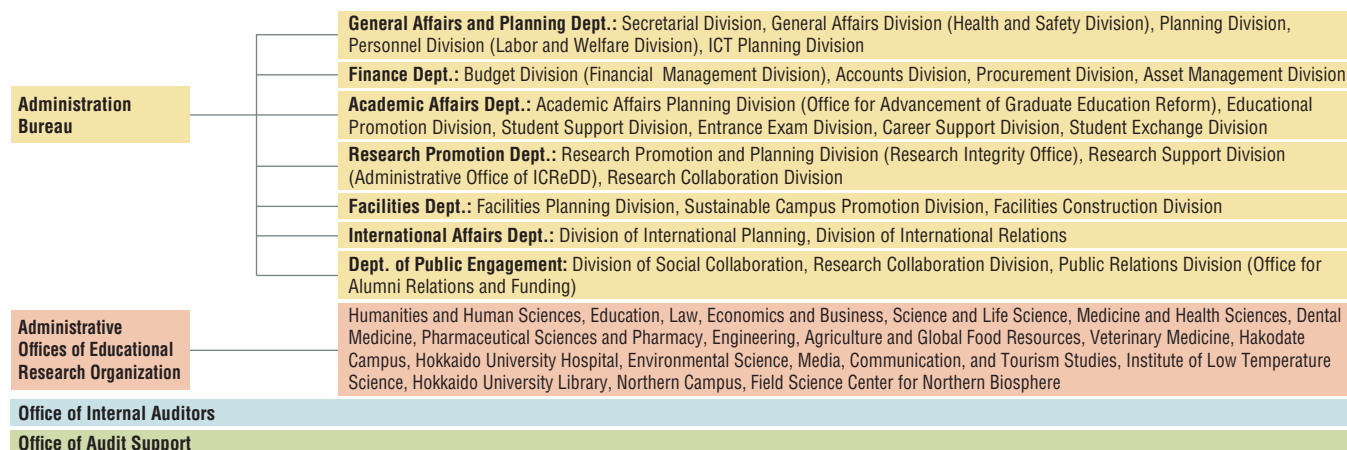 General Affairs and Planning Dept.: Secretarial Division, General Affairs Division (Health and Safety Division), Planning Division,
Personnel Division (Labor and Welfare Division), ICT Planning Division
Finance Dept.: Budget Division (Financial Management Division), Accounts Division, Procurement Division, Asset Management Division
Administration
Bureau
Academic Affairs Dept.: Academic Affairs Planning Division (Office for Advancement of Graduate Education Reform), Educational
Promotion Division, Student Support Division, Entrance Exam Division, Career Support Division, Student Exchange Division
Research Promotion Dept.: Research Promotion and Planning Division (Research Integrity Office), Research Support Division
(Administrative Office of ICReDD), Research Collaboration Division
Facilities Dept.: Facilities Planning Division, Sustainable Campus Promotion Division, Facilities Construction Division
International Affairs Dept.: Division of International Planning, Division of International Relations
Dept. of Public Engagement: Division of Social Collaboration, Research Collaboration Division, Public Relations Division (Office for
Alumni Relations and Funding)
Administrative
Offices of Educational
Research Organization
Humanities and Human Sciences, Education, Law, Economics and Business, Science and Life Science, Medicine and Health Sciences, Dental
Medicine, Pharmaceutical Sciences and Pharmacy, Engineering, Agriculture and Global Food Resources, Veterinary Medicine, Hakodate
Campus, Hokkaido University Hospital, Environmental Science, Media, Communication, and Tourism Studies, Institute of Low Temperature
Science, Hokkaido University Library, Northern Campus, Field Science Center for Northern Biosphere
Office of Internal Auditors
Office of Audit Support